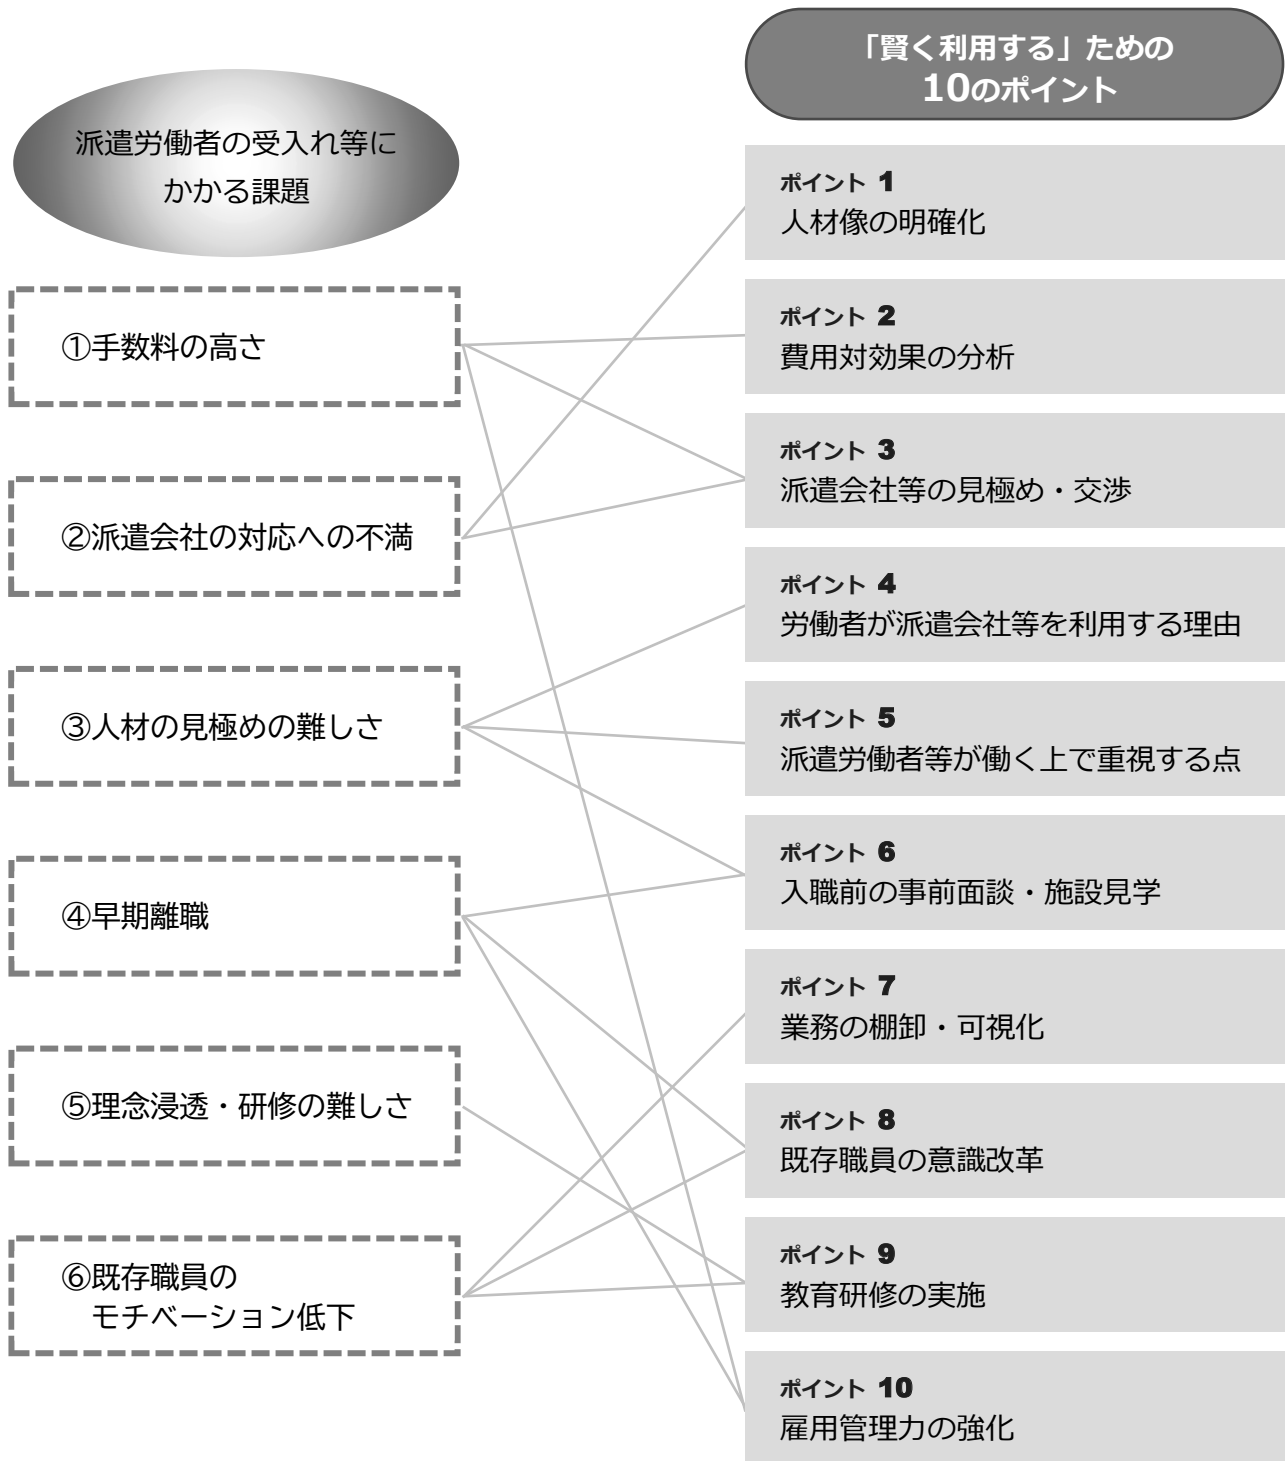 派遣労働者の受入れ等に
かかる課題
①手数料の高さ
②派遣会社の対応への不満
③人材の見極めの難しさ
④早期離職
⑤理念浸透・研修の難しさ
⑥既存職員の
モチベーション低下
「賢く利用する」ための
10のポイント
ポイント 1
人材像の明確化
ポイント 2
費用対効果の分析
ポイント 3
派遣会社等の見極め・交渉
ポイント 4
労働者が派遣会社等を利用する理由
ポイント 5
派遣労働者等が働く上で重視する点
ポイント 6
入職前の事前面談・施設見学
ポイント 7
業務の棚卸・可視化
ポイント 8
既存職員の意識改革
ポイント 9
教育研修の実施
ポイント 10
雇用管理力の強化